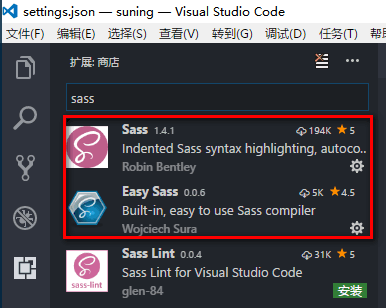 settings.json — suning — Visual Studio Code
文件(F) 编辑(E) 选择(S) 查看(V) 转到(G) 调试(D) 任务(T)
扩展: 商店
sass
Sass 1.4.1 194K 5
Indented Sass syntax highlighting, autoco...
Robin Bentley
Easy Sass 0.0.6 5K 4.5
Built-in, easy to use Sass compiler
Wojciech Sura
Sass Lint 0.0.4 31K 5
Sass Lint for Visual Studio Code
glen-84 安装
sass-lint